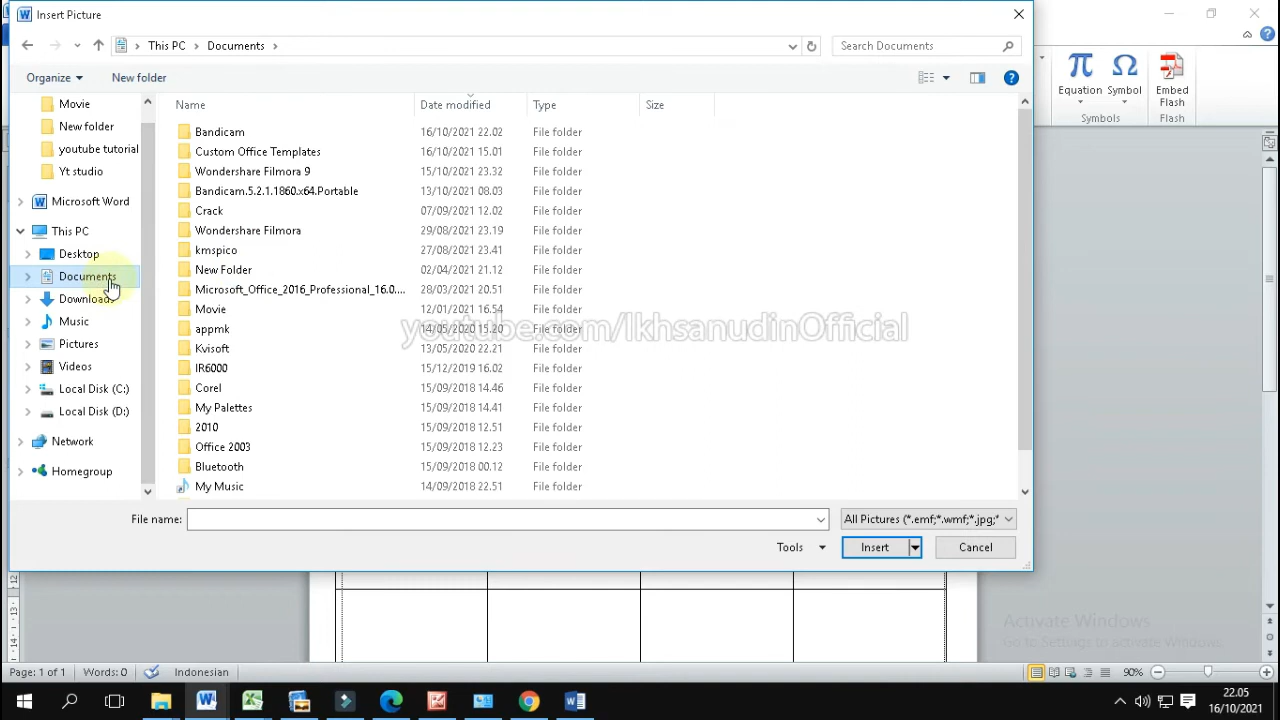 Insert Picture
This PC > Documents >
Search Documents
Organize
New folder
Name
Date modified
Type
Size
Movie
New folder
youtube tutorial
Yt studio
Microsoft Word
This PC
Desktop
Documents
Downloads
Music
Pictures
Videos
Local Disk (C:)
Local Disk (D:)
Network
Homegroup
Bandicam 16/10/2021 22.02 File folder
Custom Office Templates 16/10/2021 15.01 File folder
Wondershare Filmora 9 15/10/2021 23.32 File folder
Bandicam.5.2.1.1860.x64.Portable 13/10/2021 08.03 File folder
Crack 07/09/2021 12.02 File folder
Wondershare Filmora 29/08/2021 23.19 File folder
kmspico 27/08/2021 23.41 File folder
New Folder 02/04/2021 21.12 File folder
Microsoft_Office_2016_Professional_16.0.... 28/03/2021 20.51 File folder
Movie 12/01/2021 16.54 File folder
appmk 14/05/2020 15.20 File folder
Kvisoft 13/05/2020 22.21 File folder
IR6000 15/12/2019 16.02 File folder
Corel 15/09/2018 14.46 File folder
My Palettes 15/09/2018 14.41 File folder
2010 15/09/2018 12.51 File folder
Office 2003 15/09/2018 12.23 File folder
Bluetooth 15/09/2018 00.12 File folder
My Music 14/09/2018 22.51 File folder
youtube.com/IkhsanudinOfficial
File name:
All Pictures (*.emf;*.wmf;*.jpg;*
Tools
Insert
Cancel
Equation
Symbol
Embed
Flash
Symbols
Flash
Activate Windows
Go to Settings to activate Windows.
Page: 1 of 1
Words: 0
Indonesian
90%
22.05
16/10/2021